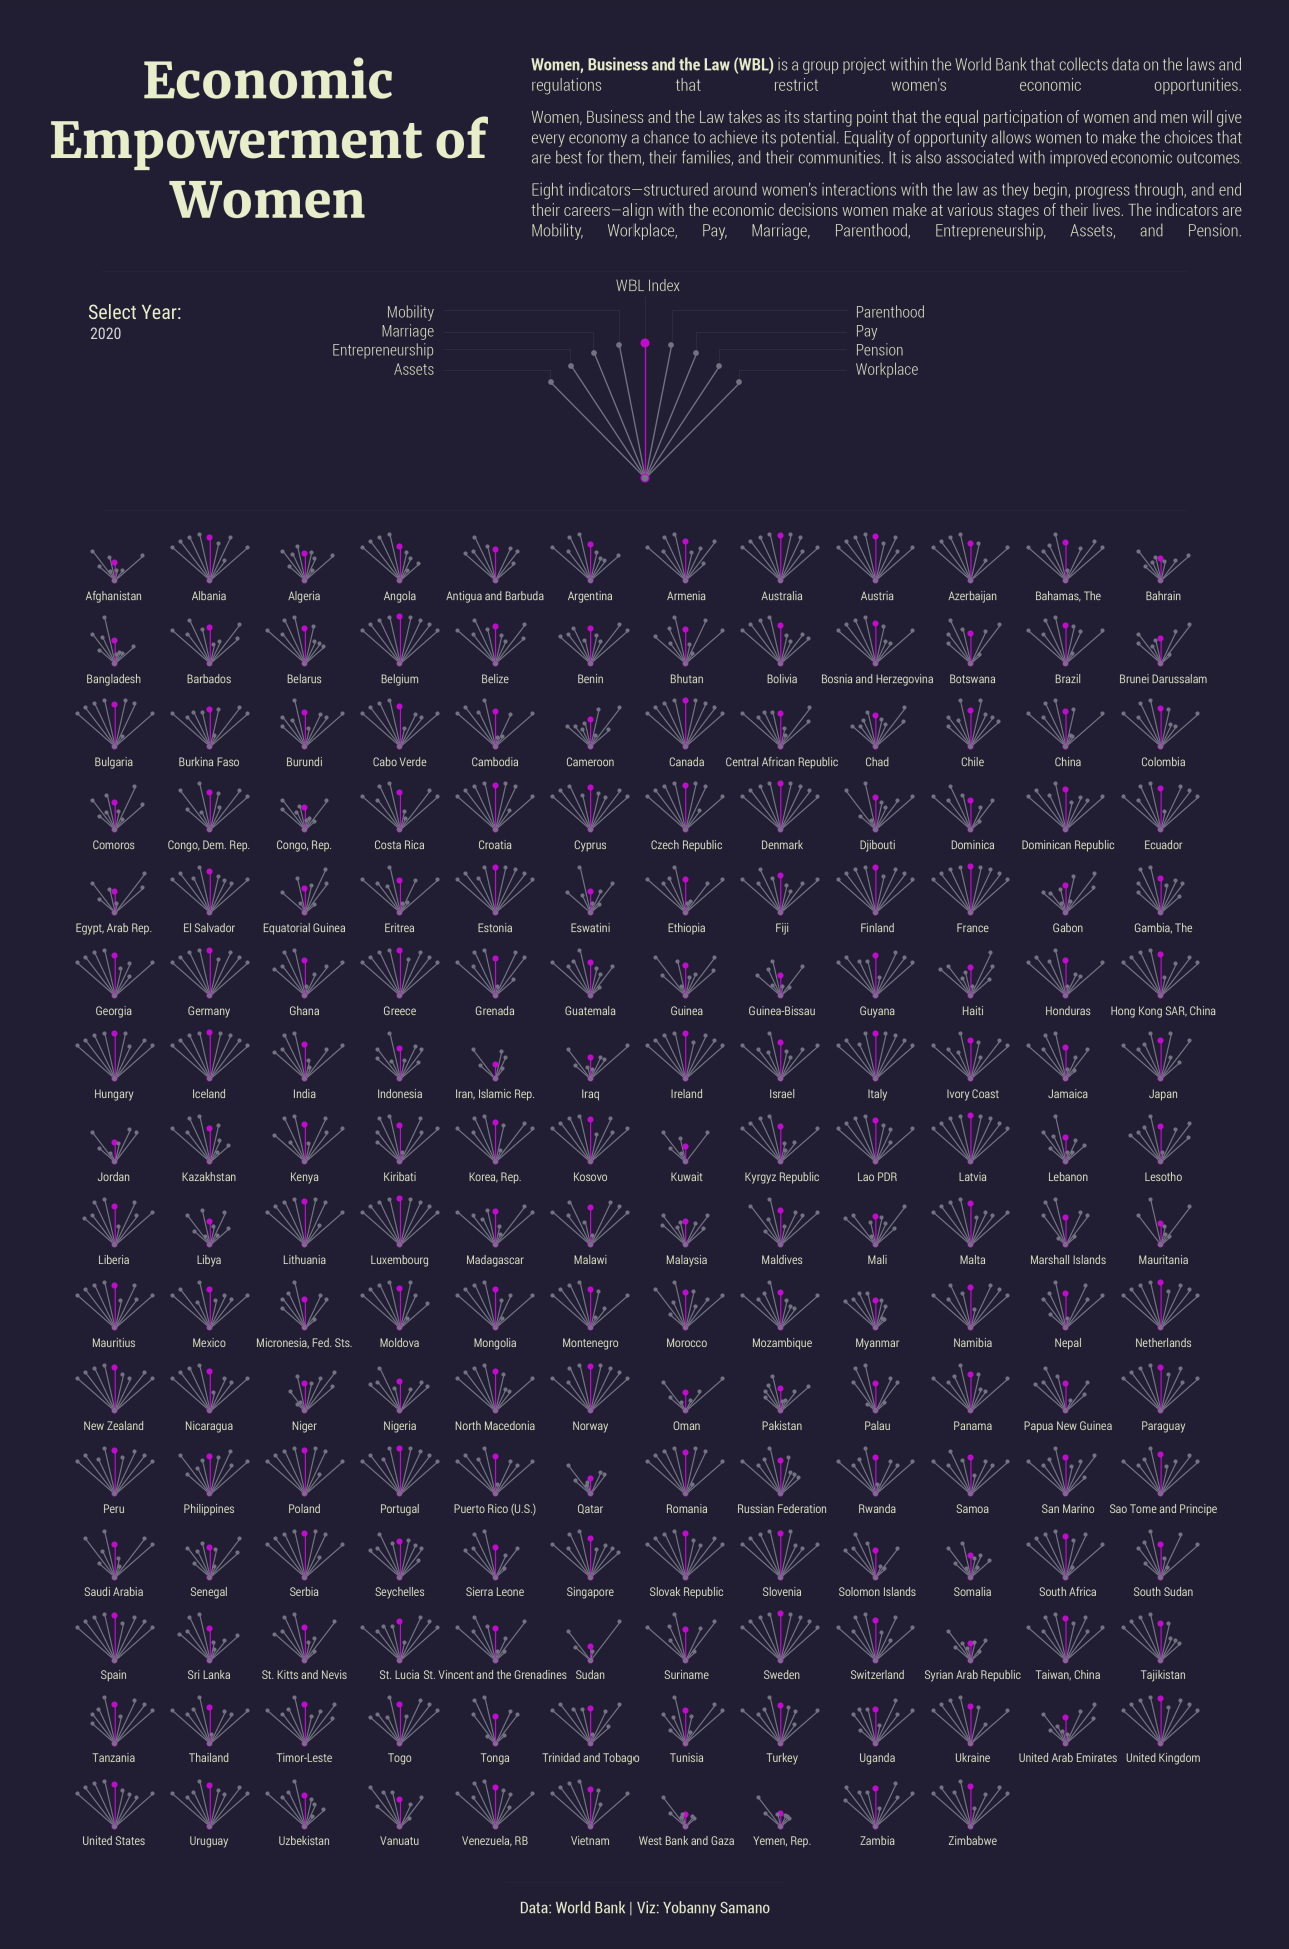 Economic
Empowerment of
Women
Women, Business and the Law (WBL) is a group project within the World Bank that collects data on the laws and
regulations that restrict women's economic opportunities.
Women, Business and the Law takes as its starting point that the equal participation of women and men will give
every economy a chance to achieve its potential. Equality of opportunity allows women to make the choices that
are best for them, their families, and their communities. It is also associated with improved economic outcomes.
Eight indicators—structured around women's interactions with the law as they begin, progress through, and end
their careers—align with the economic decisions women make at various stages of their lives. The indicators are
Mobility, Workplace, Pay, Marriage, Parenthood, Entrepreneurship, Assets, and Pension.
Select Year:
2020
WBL Index
Mobility
Marriage
Entrepreneurship
Assets
Parenthood
Pay
Pension
Workplace
Afghanistan Albania Algeria Angola Antigua and Barbuda Argentina Armenia Australia Austria Azerbaijan Bahamas, The Bahrain
Bangladesh Barbados Belarus Belgium Belize Benin Bhutan Bolivia Bosnia and Herzegovina Botswana Brazil Brunei Darussalam
Bulgaria Burkina Faso Burundi Cabo Verde Cambodia Cameroon Canada Central African Republic Chad Chile China Colombia
Comoros Congo, Dem. Rep. Congo, Rep. Costa Rica Croatia Cyprus Czech Republic Denmark Djibouti Dominica Dominican Republic Ecuador
Egypt, Arab Rep. El Salvador Equatorial Guinea Eritrea Estonia Eswatini Ethiopia Fiji Finland France Gabon Gambia, The
Georgia Germany Ghana Greece Grenada Guatemala Guinea Guinea-Bissau Guyana Haiti Honduras Hong Kong SAR, China
Hungary Iceland India Indonesia Iran, Islamic Rep. Iraq Ireland Israel Italy Ivory Coast Jamaica Japan
Jordan Kazakhstan Kenya Kiribati Korea, Rep. Kosovo Kuwait Kyrgyz Republic Lao PDR Latvia Lebanon Lesotho
Liberia Libya Lithuania Luxembourg Madagascar Malawi Malaysia Maldives Mali Malta Marshall Islands Mauritania
Mauritius Mexico Micronesia, Fed. Sts. Moldova Mongolia Montenegro Morocco Mozambique Myanmar Namibia Nepal Netherlands
New Zealand Nicaragua Niger Nigeria North Macedonia Norway Oman Pakistan Palau Panama Papua New Guinea Paraguay
Peru Philippines Poland Portugal Puerto Rico (U.S.) Qatar Romania Russian Federation Rwanda Samoa San Marino Sao Tome and Principe
Saudi Arabia Senegal Serbia Seychelles Sierra Leone Singapore Slovak Republic Slovenia Solomon Islands Somalia South Africa South Sudan
Spain Sri Lanka St. Kitts and Nevis St. Lucia St. Vincent and the Grenadines Sudan Suriname Sweden Switzerland Syrian Arab Republic Taiwan, China Tajikistan
Tanzania Thailand Timor-Leste Togo Tonga Trinidad and Tobago Tunisia Turkey Uganda Ukraine United Arab Emirates United Kingdom
United States Uruguay Uzbekistan Vanuatu Venezuela, RB Vietnam West Bank and Gaza Yemen, Rep. Zambia Zimbabwe
Data: World Bank | Viz: Yobanny Samano